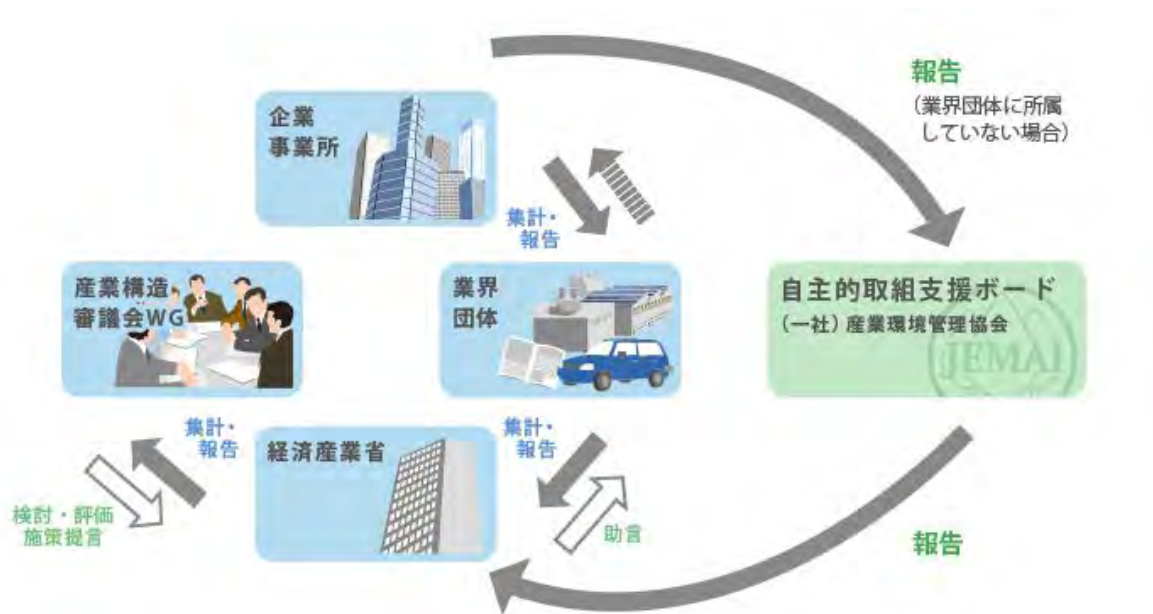 報告
(業界団体に所属
していない場合)
企業
事業所
集計・
報告
産業構造
審議会WG
業界
団体
自主的取組支援ボード
(一社)産業環境管理協会
JEMAI
集計・
報告
経済産業省
集計・
報告
検討・評価
施策提言
助言
報告